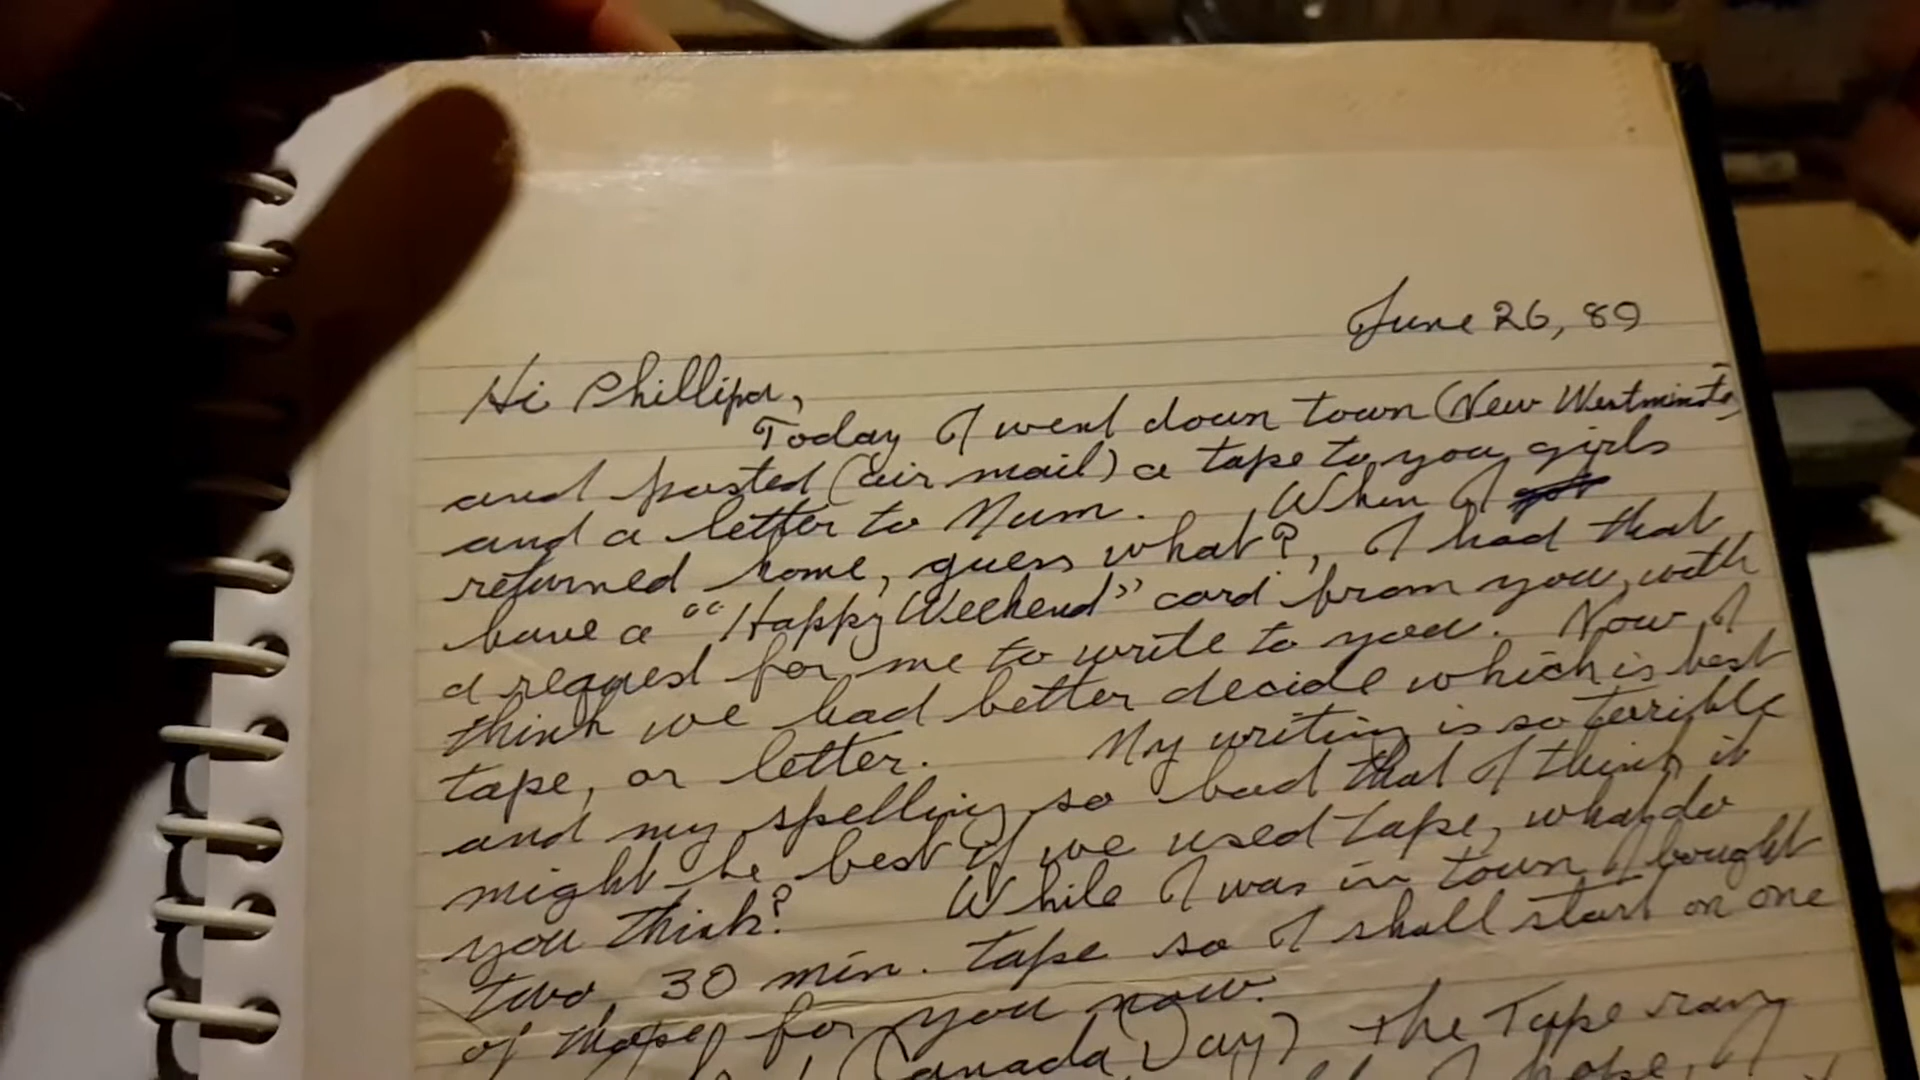 June 26, 89
Hi Phillipa,
Today I went down town (New Westminster)
and posted (air mail) a tape to you girls
and a letter to Mum. When I
returned home, guess what?, I had that
have a "Happy Weekend" card from you, with
a request for me to write to you. Now I
think we had better decide which is best
tape, or letter. My writing is so terrible
and my spelling so bad that I think it
might be best if we used tape, what do
you think? While I was in town I bought
two, 30 min. tape so I shall start on one
of those for you now.
(Canada Day) the Tape ran
hope, I